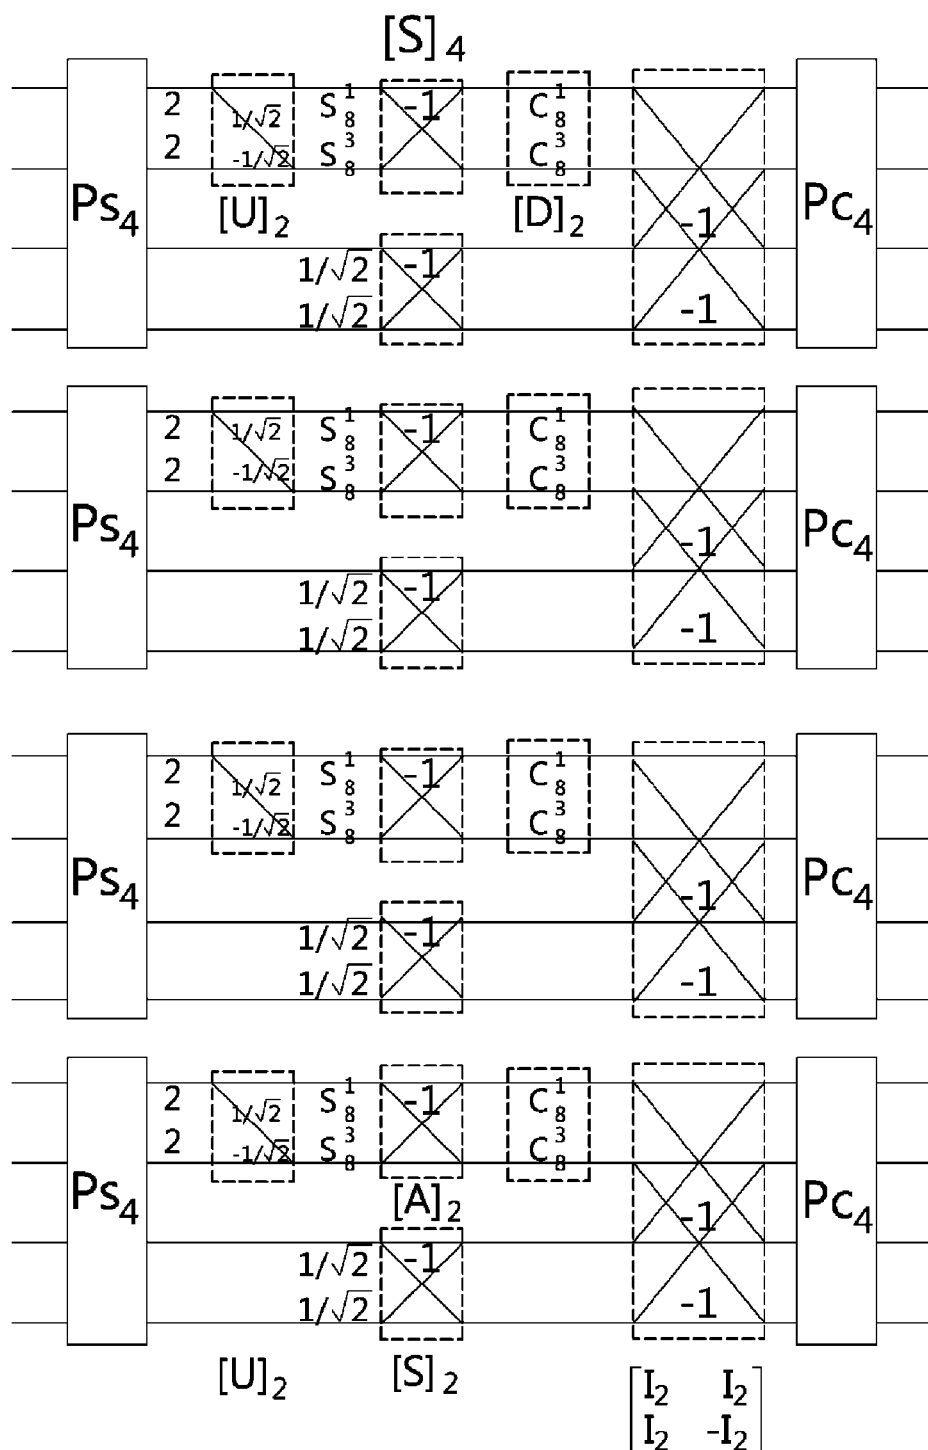 [S]₄
2 1/√2 S¹₈ -1 C¹₈
2 -1/√2 S³₈ C³₈
Ps₄ [U]₂ [D]₂ -1 Pc₄
1/√2 -1
1/√2 -1
2 1/√2 S¹₈ -1 C¹₈
2 -1/√2 S³₈ C³₈
Ps₄ -1 Pc₄
1/√2 -1
1/√2 -1
2 1/√2 S¹₈ -1 C¹₈
2 -1/√2 S³₈ C³₈
Ps₄ -1 Pc₄
1/√2 -1
1/√2 -1
2 1/√2 S¹₈ -1 C¹₈
2 -1/√2 S³₈ C³₈
Ps₄ [A]₂ -1 Pc₄
1/√2 -1
1/√2 -1
[U]₂ [S]₂ [I₂ I₂
I₂ -I₂]